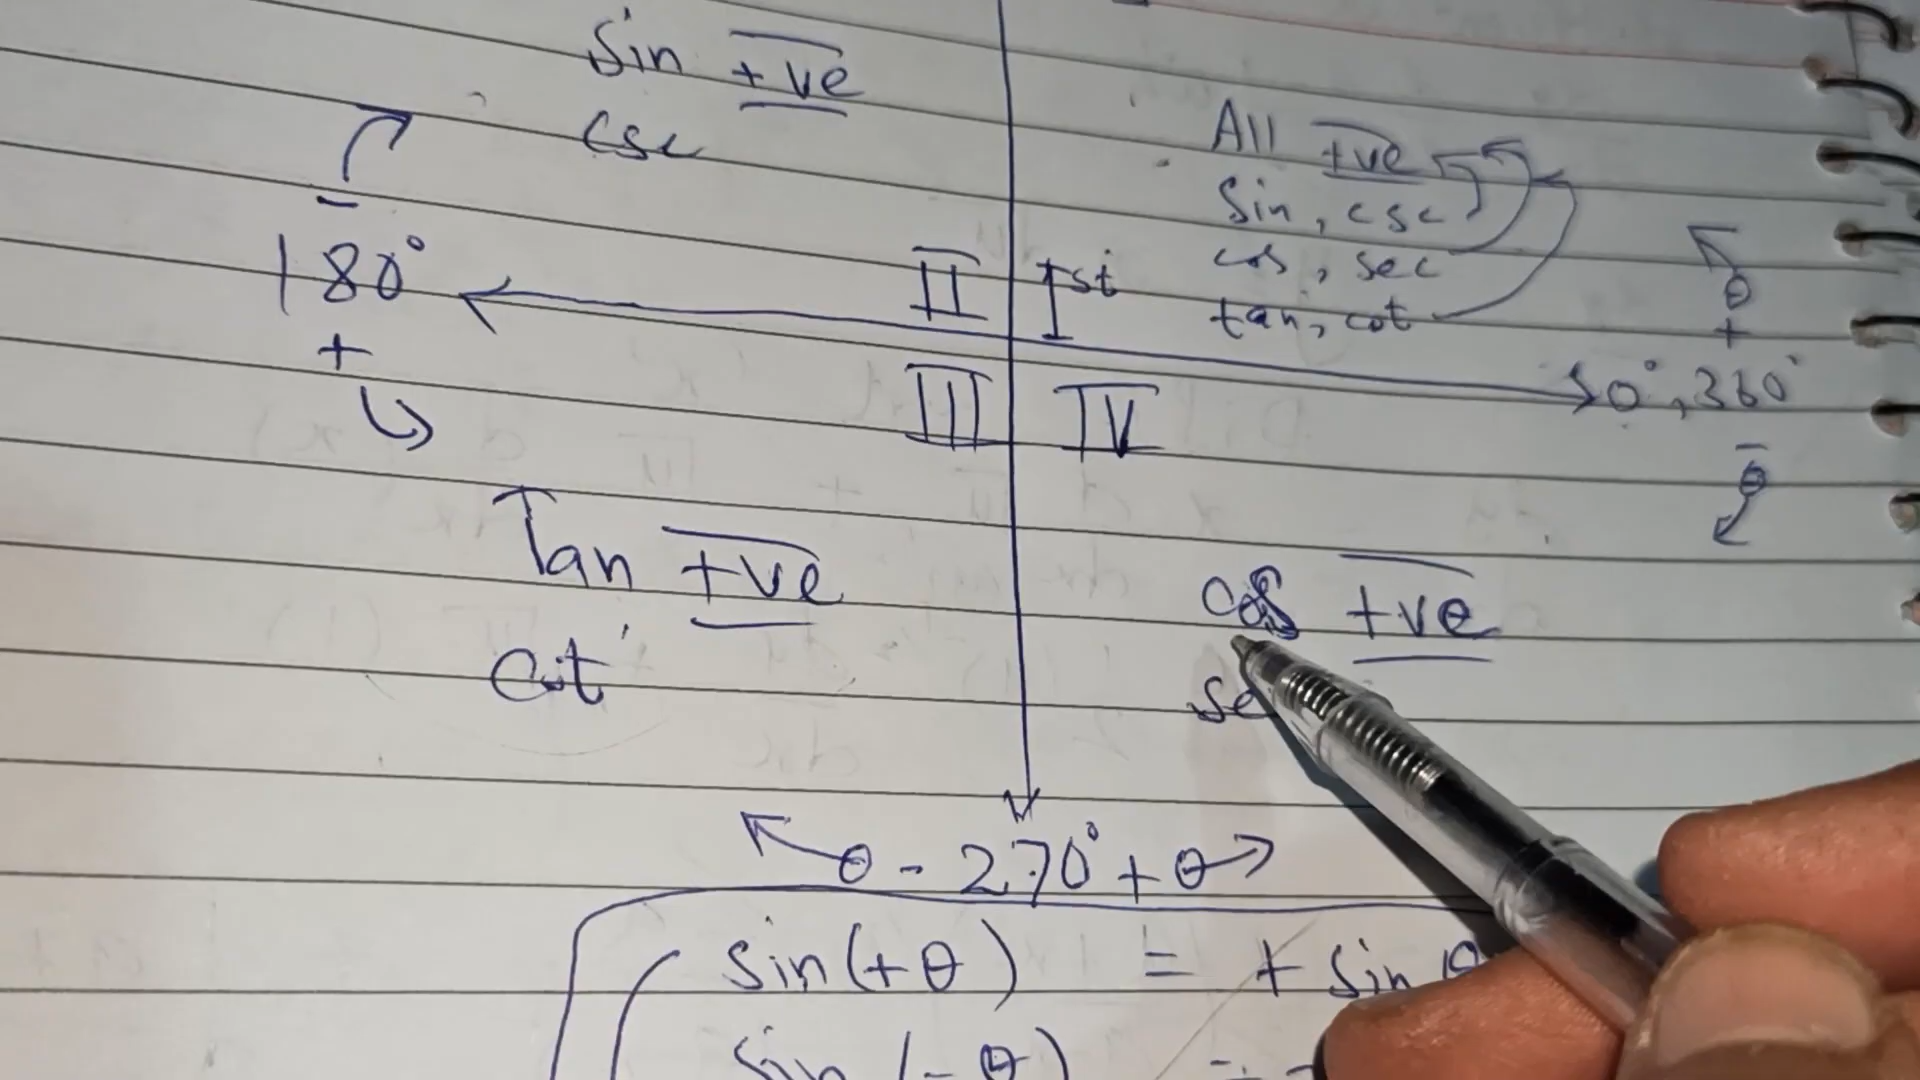 Sin +ve
csc
All +ve
Sin, csc
cos, sec
tan, cot
II
Ist
θ
+
0°, 360°
-
θ
-
180°
+
III
IV
Tan +ve
cot
cos +ve
θ - 270° + θ
sin(+θ) = + sin θ
sin(-θ)